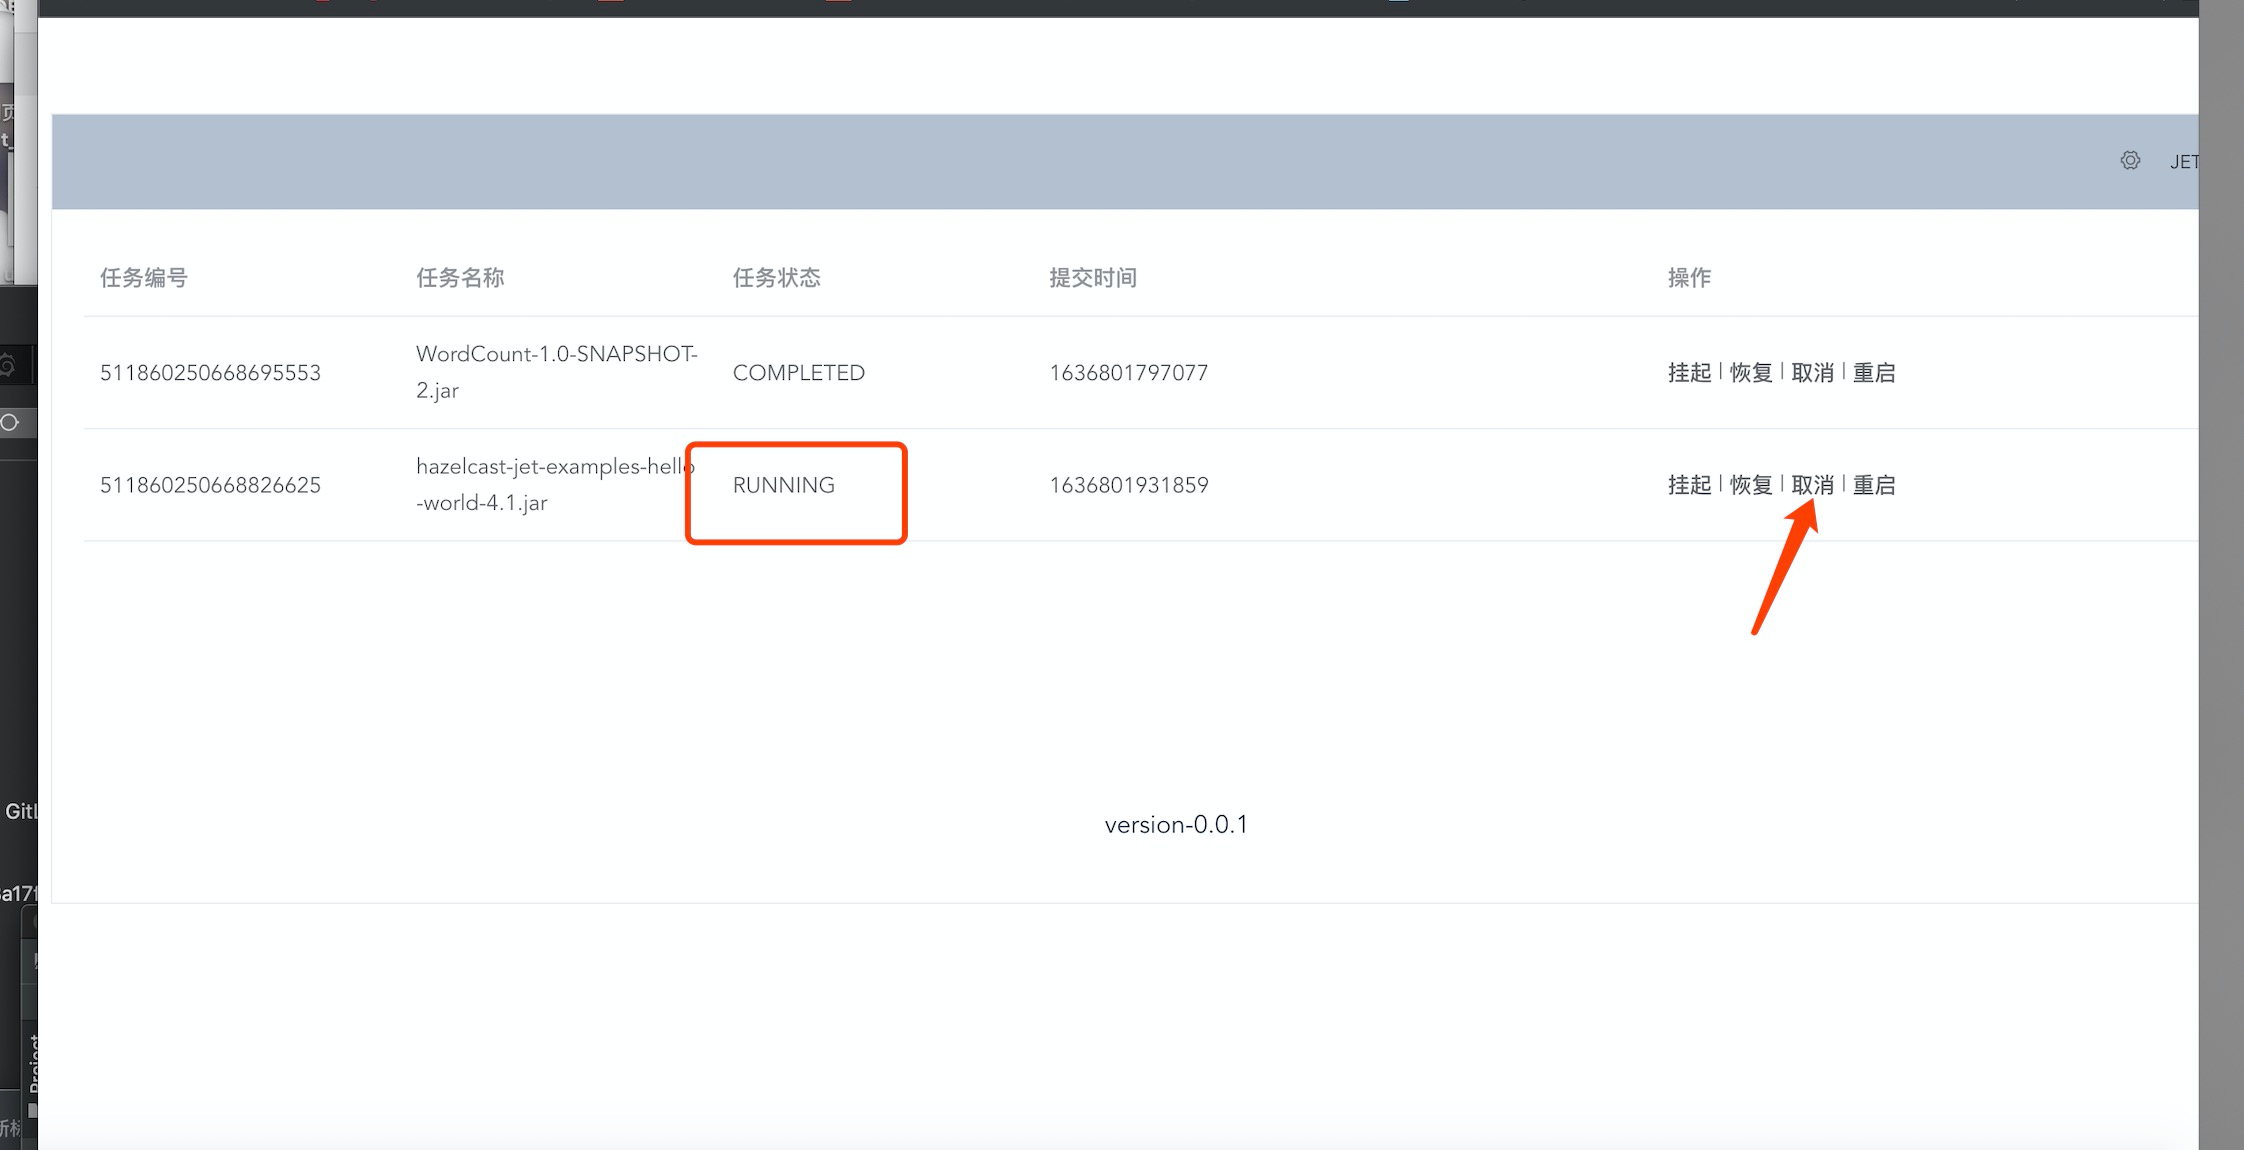 JET
任务编号 任务名称 任务状态 提交时间 操作
511860250668695553 WordCount-1.0-SNAPSHOT-2.jar COMPLETED 1636801797077 挂起 | 恢复 | 取消 | 重启
511860250668826625 hazelcast-jet-examples-hello-world-4.1.jar RUNNING 1636801931859 挂起 | 恢复 | 取消 | 重启
version-0.0.1
Project